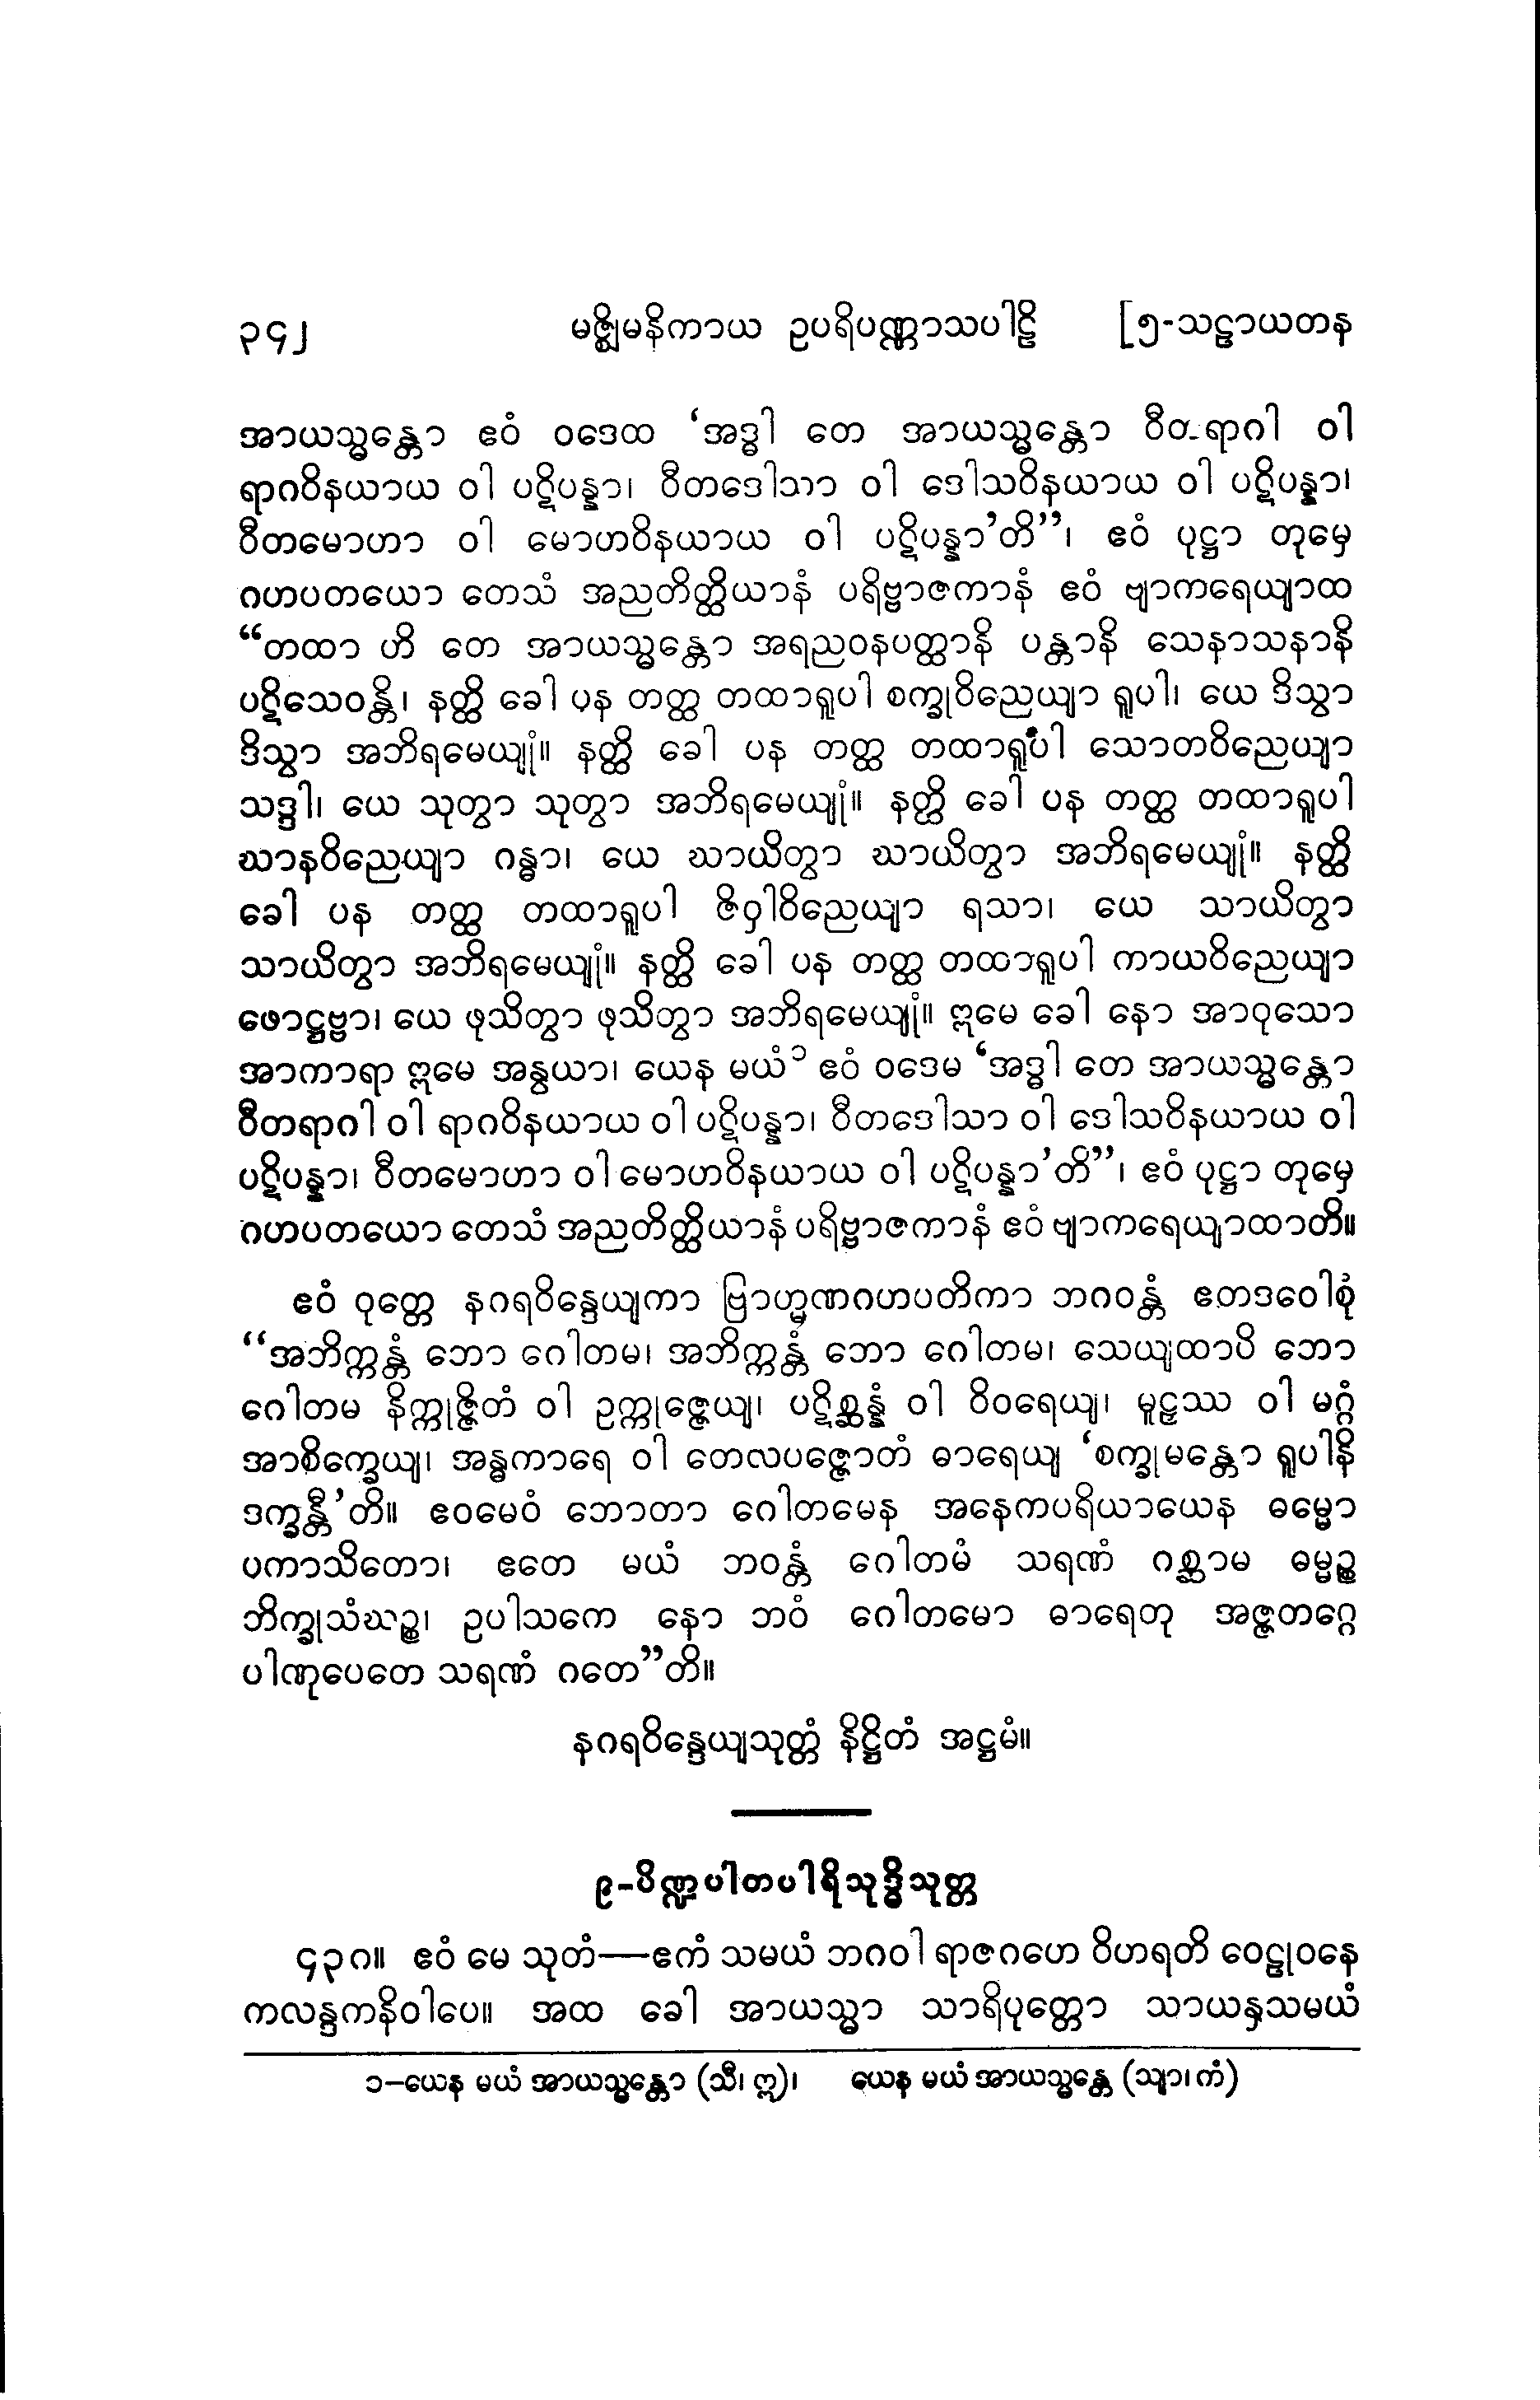 ၃၄၂ မဇ္ဈိမနိကာယ ဥပရိပဏ္ဏာသပါဠိ [၅-သဠာယတန
အာယသ္မန္တော ဧဝံ ဝဒေထ ‘အဒ္ဓါ တေ အာယသ္မန္တော ဝီတရာဂါ ဝါ
ရာဂဝိနယာယ ဝါ ပဋိပန္နာ၊ ဝီတဒေါသာ ဝါ ဒေါသဝိနယာယ ဝါ ပဋိပန္နာ၊
ဝီတမောဟာ ဝါ မောဟဝိနယာယ ဝါ ပဋိပန္နာ’တိ”၊ ဧဝံ ပုဋ္ဌာ တုမှေ
ဂဟပတယော တေသံ အညတိတ္ထိယာနံ ပရိဗ္ဗာဇကာနံ ဧဝံ ဗျာကရေယျာထ
“တထာ ဟိ တေ အာယသ္မန္တော အရညဝနပတ္ထာနိ ပန္တာနိ သေနာသနာနိ
ပဋိသေဝန္တိ၊ နတ္ထိ ခေါ ပန တတ္ထ တထာရူပါ စက္ခုဝိညေယျာ ရူပါ၊ ယေ ဒိသွာ
ဒိသွာ အဘိရမေယျုံ။ နတ္ထိ ခေါ ပန တတ္ထ တထာရူပါ သောတဝိညေယျာ
သဒ္ဒါ၊ ယေ သုတွာ သုတွာ အဘိရမေယျုံ။ နတ္ထိ ခေါ ပန တတ္ထ တထာရူပါ
ဃာနဝိညေယျာ ဂန္ဓာ၊ ယေ ဃာယိတွာ ဃာယိတွာ အဘိရမေယျုံ။ နတ္ထိ
ခေါ ပန တတ္ထ တထာရူပါ ဇိဝှါဝိညေယျာ ရသာ၊ ယေ သာယိတွာ
သာယိတွာ အဘိရမေယျုံ။ နတ္ထိ ခေါ ပန တတ္ထ တထာရူပါ ကာယဝိညေယျာ
ဖောဋ္ဌဗ္ဗာ၊ ယေ ဖုသိတွာ ဖုသိတွာ အဘိရမေယျုံ။ ဣမေ ခေါ နော အာဝုသော
အာကာရာ ဣမေ အနွယာ၊ ယေန မယံ၁ ဧဝံ ဝဒေမ ‘အဒ္ဓါ တေ အာယသ္မန္တော
ဝီတရာဂါ ဝါ ရာဂဝိနယာယ ဝါ ပဋိပန္နာ၊ ဝီတဒေါသာ ဝါ ဒေါသဝိနယာယ ဝါ
ပဋိပန္နာ၊ ဝီတမောဟာ ဝါ မောဟဝိနယာယ ဝါ ပဋိပန္နာ’တိ”၊ ဧဝံ ပုဋ္ဌာ တုမှေ
ဂဟပတယော တေသံ အညတိတ္ထိယာနံ ပရိဗ္ဗာဇကာနံ ဧဝံ ဗျာကရေယျာထာတိ။
ဧဝံ ဝုတ္တေ နဂရဝိန္ဒေယျကာ ဗြာဟ္မဏဂဟပတိကာ ဘဂဝန္တံ ဧတဒဝေါစုံ
“အဘိက္ကန္တံ ဘော ဂေါတမ၊ အဘိက္ကန္တံ ဘော ဂေါတမ၊ သေယျထာပိ ဘော
ဂေါတမ နိက္ကုဇ္ဇိတံ ဝါ ဥက္ကုဇ္ဇေယျ၊ ပဋိစ္ဆန္နံ ဝါ ဝိဝရေယျ၊ မူဠှဿ ဝါ မဂ္ဂံ
အာစိက္ခေယျ၊ အန္ဓကာရေ ဝါ တေလပဇ္ဇောတံ ဓာရေယျ ‘စက္ခုမန္တော ရူပါနိ
ဒက္ခန္တီ’တိ။ ဧဝမေဝံ ဘောတာ ဂေါတမေန အနေကပရိယာယေန ဓမ္မော
ပကာသိတော၊ ဧတေ မယံ ဘဝန္တံ ဂေါတမံ သရဏံ ဂစ္ဆာမ ဓမ္မဉ္စ
ဘိက္ခုသံဃဉ္စ၊ ဥပါသကေ နော ဘဝံ ဂေါတမော ဓာရေတု အဇ္ဇတဂ္ဂေ
ပါဏုပေတေ သရဏံ ဂတေ”တိ။
နဂရဝိန္ဒေယျသုတ္တံ နိဋ္ဌိတံ အဋ္ဌမံ။
၉-ပိဏ္ဍပါတပါရိသုဒ္ဓိသုတ္တ
၄၃၈။ ဧဝံ မေ သုတံ—ဧကံ သမယံ ဘဂဝါ ရာဇဂဟေ ဝိဟရတိ ဝေဠုဝနေ
ကလန္ဒကနိဝါပေ။ အထ ခေါ အာယသ္မာ သာရိပုတ္တော သာယနှသမယံ
၁-ယေန မယံ အာယသ္မန္တော (သီ၊ ဣ)၊ ယေန မယံ အာယသ္မန္တေ (သျာ၊ ကံ)